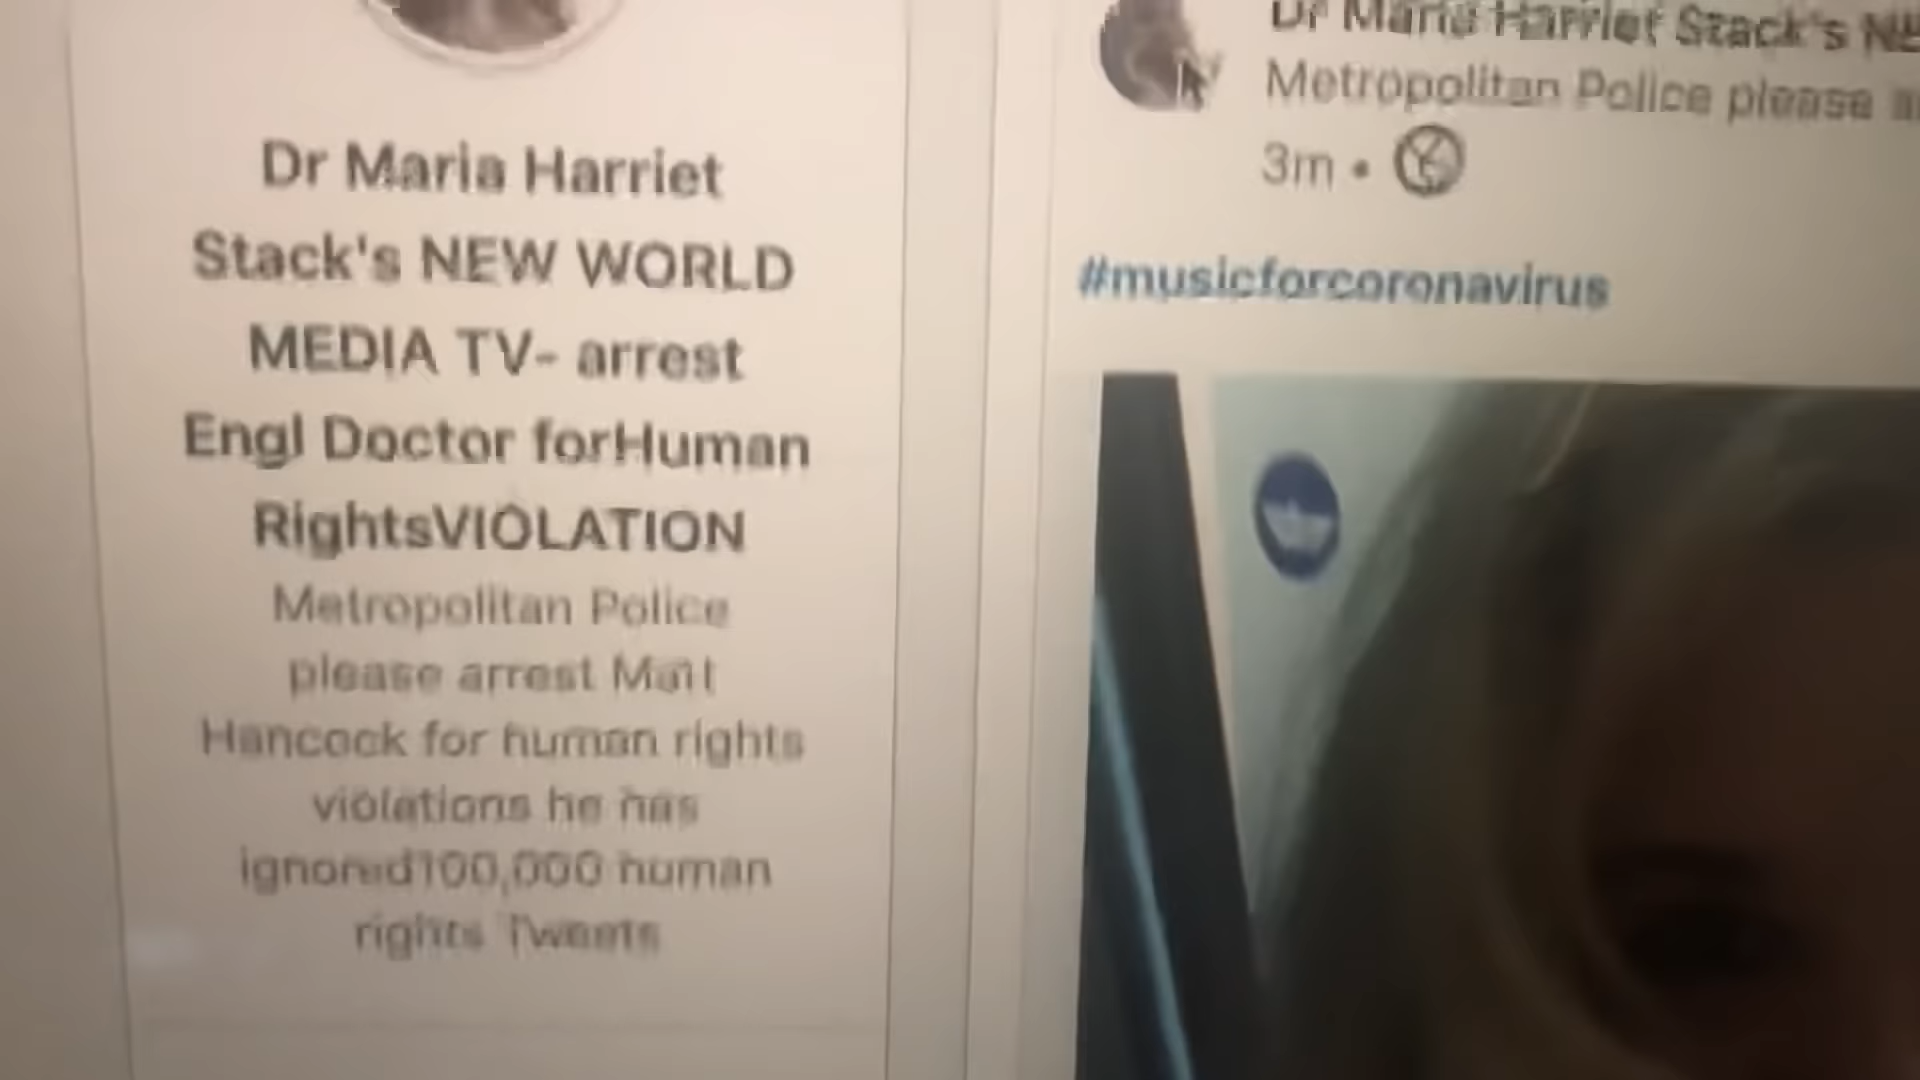 Dr Maria Harriet
Stack's NEW WORLD
MEDIA TV- arrest
Engl Doctor forHuman
RightsVIOLATION
Metropolitan Police
please arrest Matt
Hancock for human rights
violations he has
ignored100,000 human
rights Tweets
Dr Maria Harriet Stack's NE
Metropolitan Police please a
3m •
#musicforcoronavirus